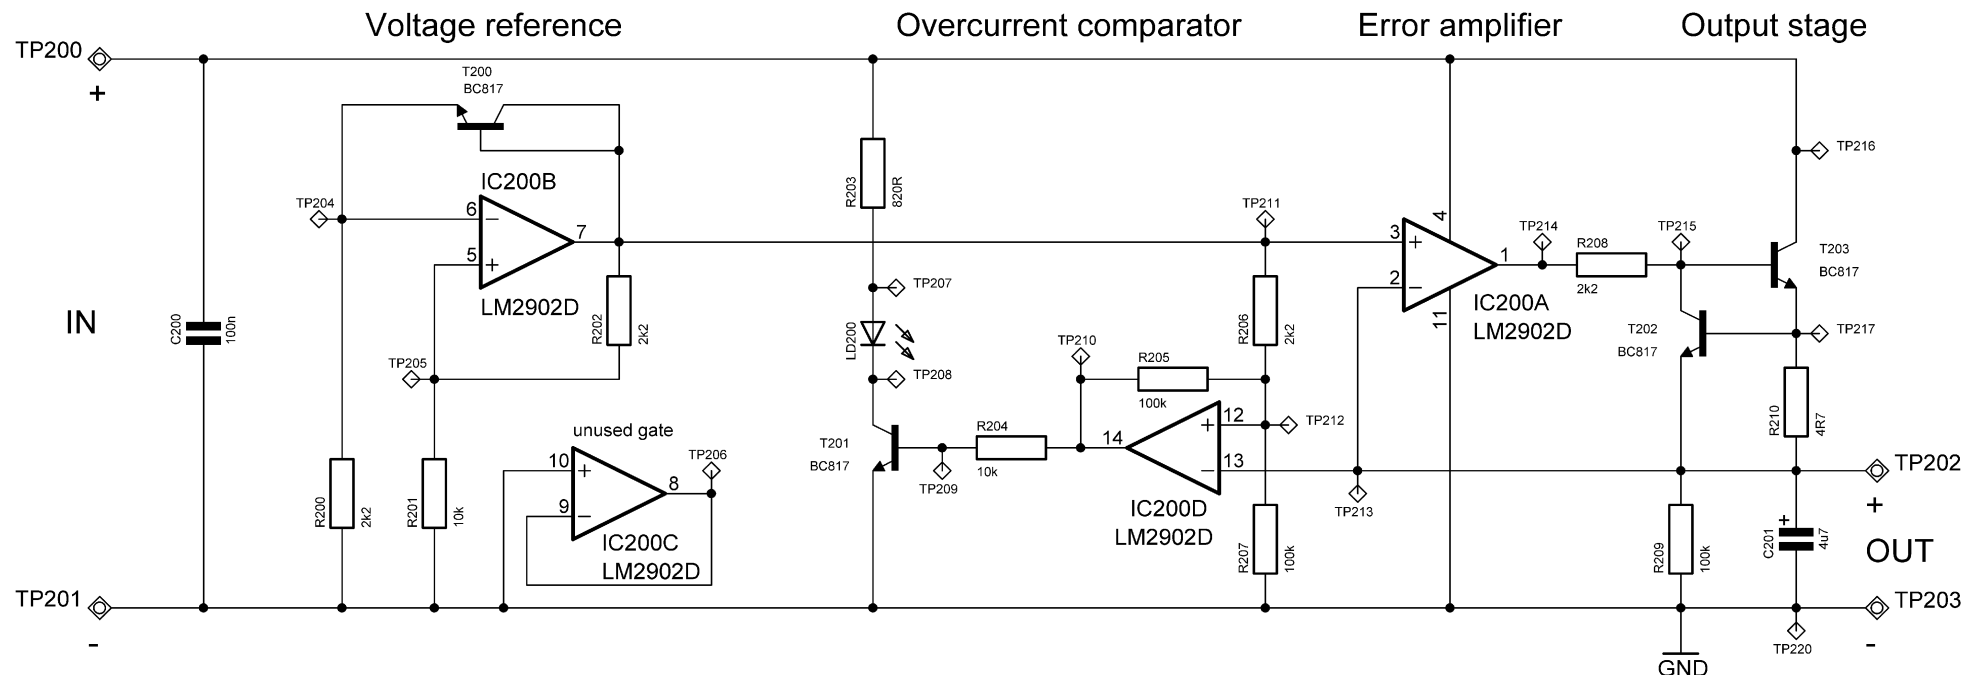 Voltage reference
Overcurrent comparator
Error amplifier
Output stage
TP200
+
T200
BC817
TP216
R203
820R
IC200B
TP204
6
−
7
5
+
LM2902D
TP211
4
3
+
1
2
−
11
IC200A
LM2902D
TP214
R208
2k2
TP215
T203
BC817
IN
C200
100n
R202
2k2
TP207
LD200
TP208
TP210
R205
100k
R206
2k2
T202
BC817
TP217
TP205
R210
4R7
unused gate
10
+
9
−
8
TP206
IC200C
LM2902D
T201
BC817
R204
10k
TP209
14
12
+
13
−
TP212
IC200D
LM2902D
TP213
TP202
+
R200
2k2
R201
10k
R207
100k
R209
100k
+
C201
4u7
OUT
TP201
-
TP203
-
TP220
GND